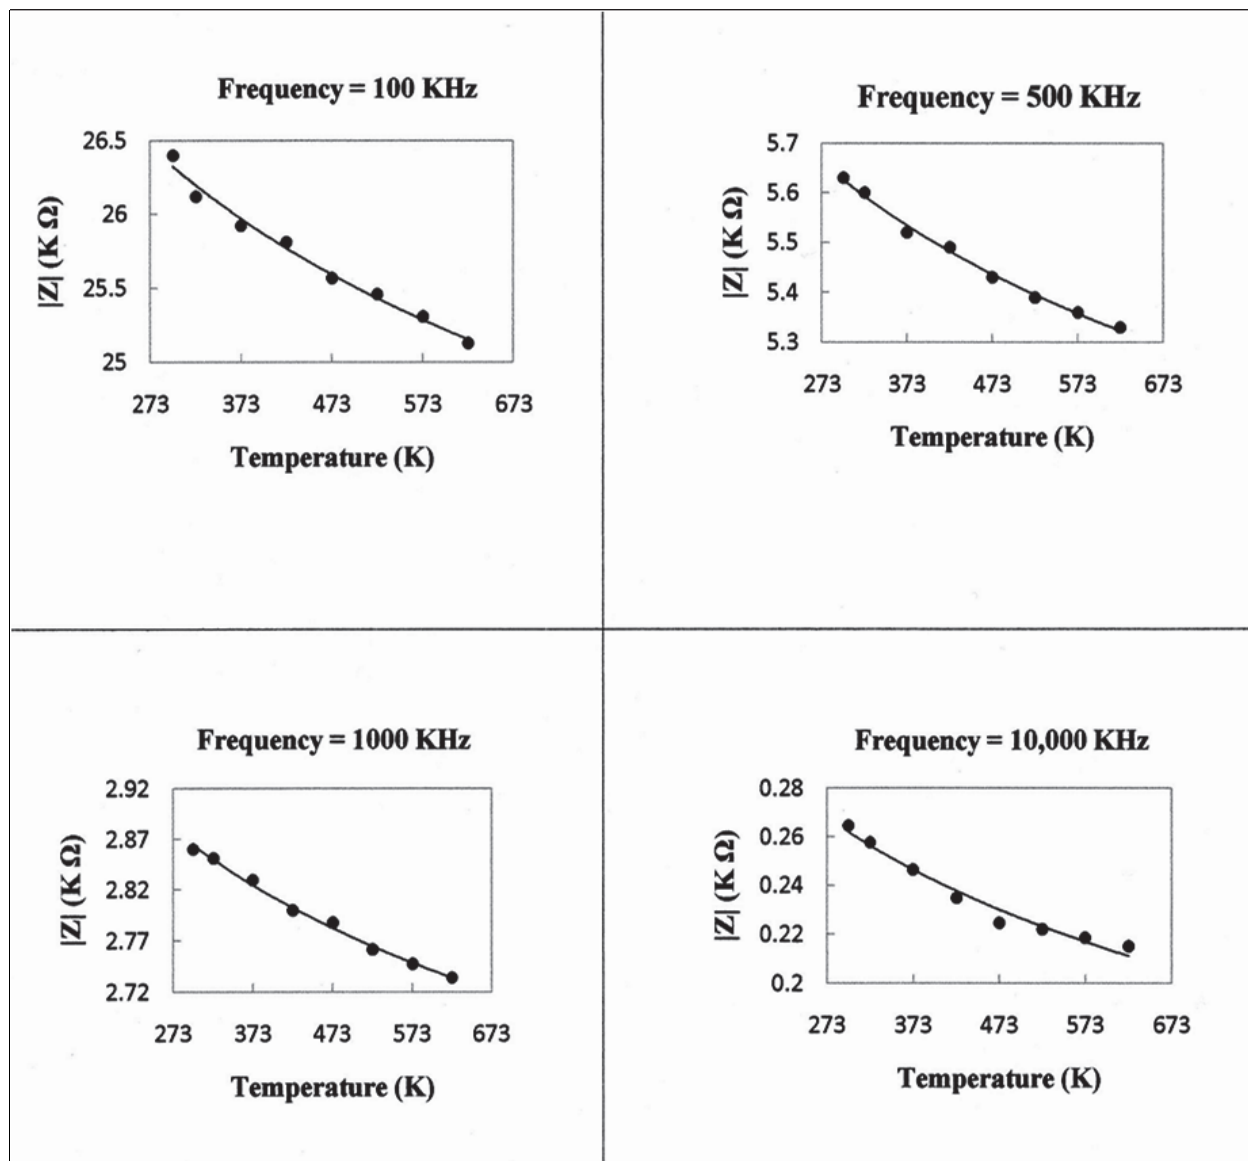 Frequency = 100 KHz
26.5
26
25.5
25
|Z| (K Ω)
273 373 473 573 673
Temperature (K)
Frequency = 500 KHz
5.7
5.6
5.5
5.4
5.3
|Z| (K Ω)
273 373 473 573 673
Temperature (K)
Frequency = 1000 KHz
2.92
2.87
2.82
2.77
2.72
|Z| (K Ω)
273 373 473 573 673
Temperature (K)
Frequency = 10,000 KHz
0.28
0.26
0.24
0.22
0.2
|Z| (K Ω)
273 373 473 573 673
Temperature (K)